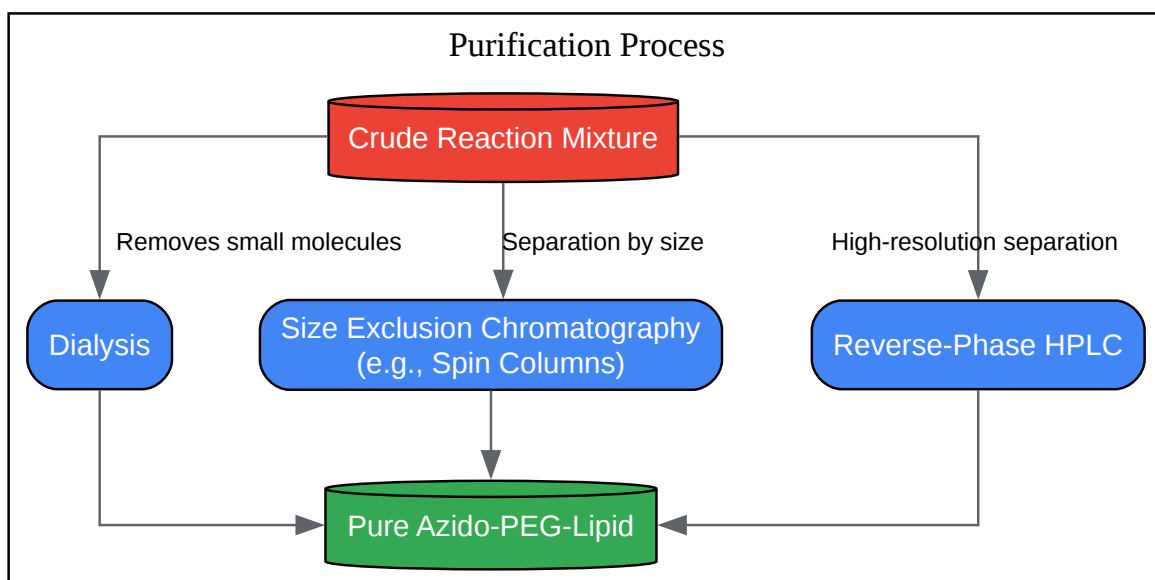 Purification Process
Crude Reaction Mixture
Removes small molecules
Separation by size
High-resolution separation
Dialysis
Size Exclusion Chromatography
(e.g., Spin Columns)
Reverse-Phase HPLC
Pure Azido-PEG-Lipid